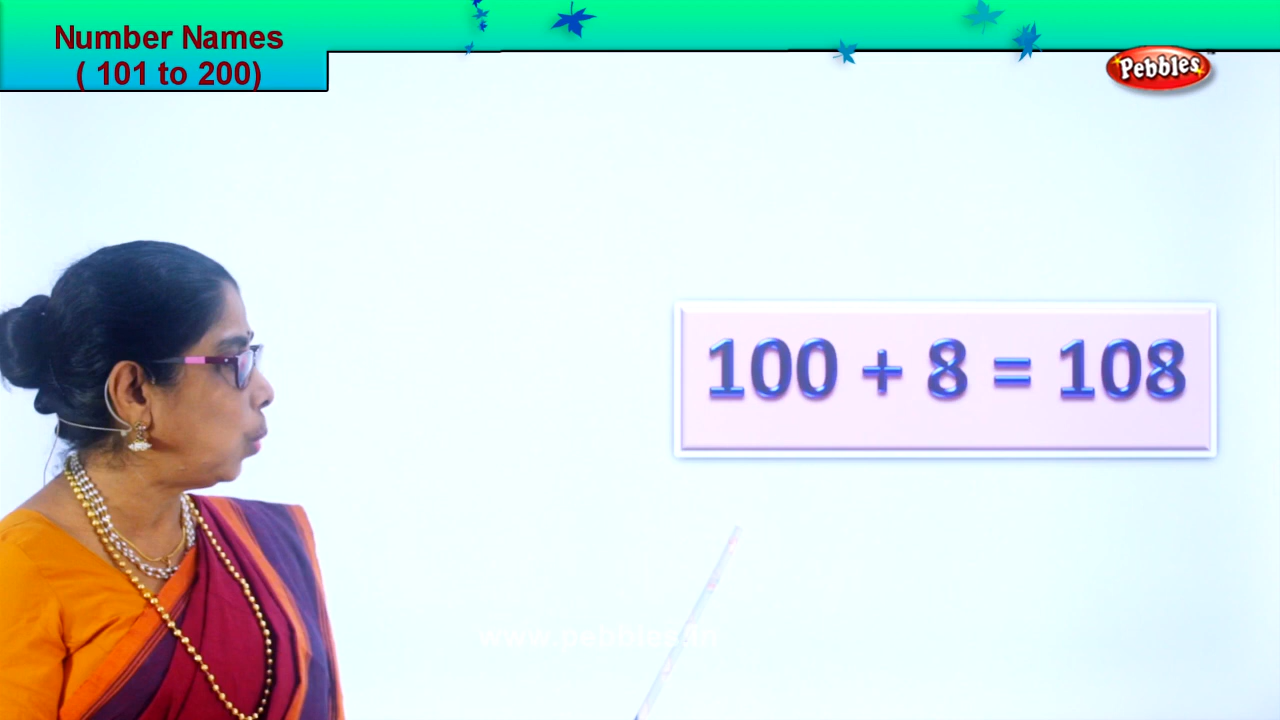 Number Names
( 101 to 200)
Pebbles
100 + 8 = 108